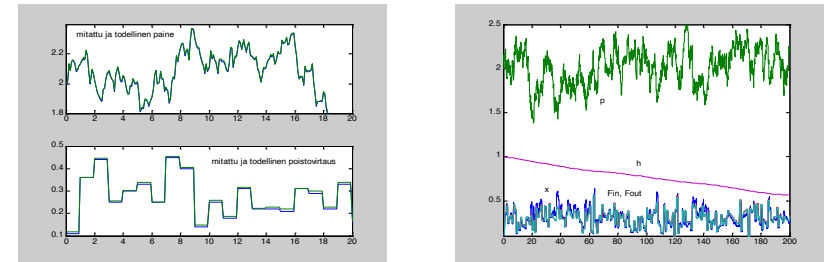 mitattu ja todellinen paine
2.2
2
1.8
0 2 4 6 8 10 12 14 16 18 20
mitattu ja todellinen poistovirtaus
0.5
0.4
0.3
0.2
0.1
0 2 4 6 8 10 12 14 16 18 20
2.5
2
p
1.5
1
h
x
Fin, Fout
0.5
0 20 40 60 80 100 120 140 160 180 200